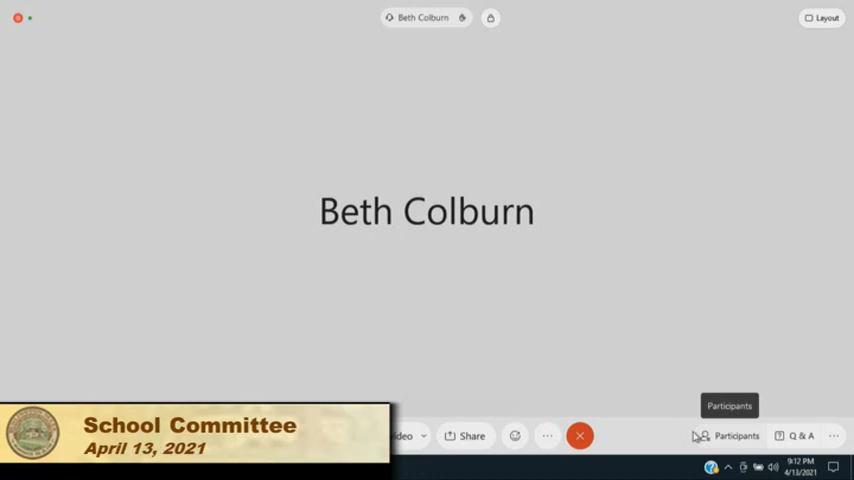 Beth Colburn
Layout
Beth Colburn
Participants
School Committee
April 13, 2021
ideo
Share
Participants
Q & A
9:12 PM
4/13/2021